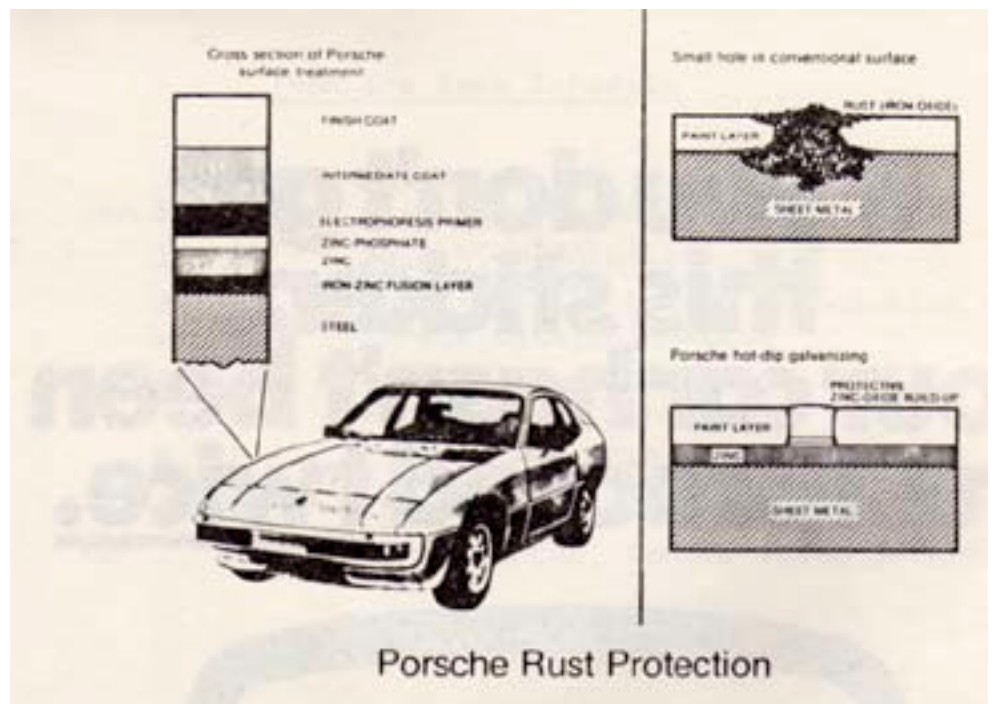 Cross section of Porsche
surface treatment
FINISH COAT
INTERMEDIATE COAT
ELECTROPHORESIS PRIMER
ZINC-PHOSPHATE
ZINC
IRON-ZINC FUSION LAYER
STEEL
Small hole in conventional surface
RUST (IRON OXIDE)
PAINT LAYER
SHEET METAL
Porsche hot-dip galvanizing
PROTECTIVE
ZINC-OXIDE BUILD-UP
PAINT LAYER
ZINC
SHEET METAL
Porsche Rust Protection